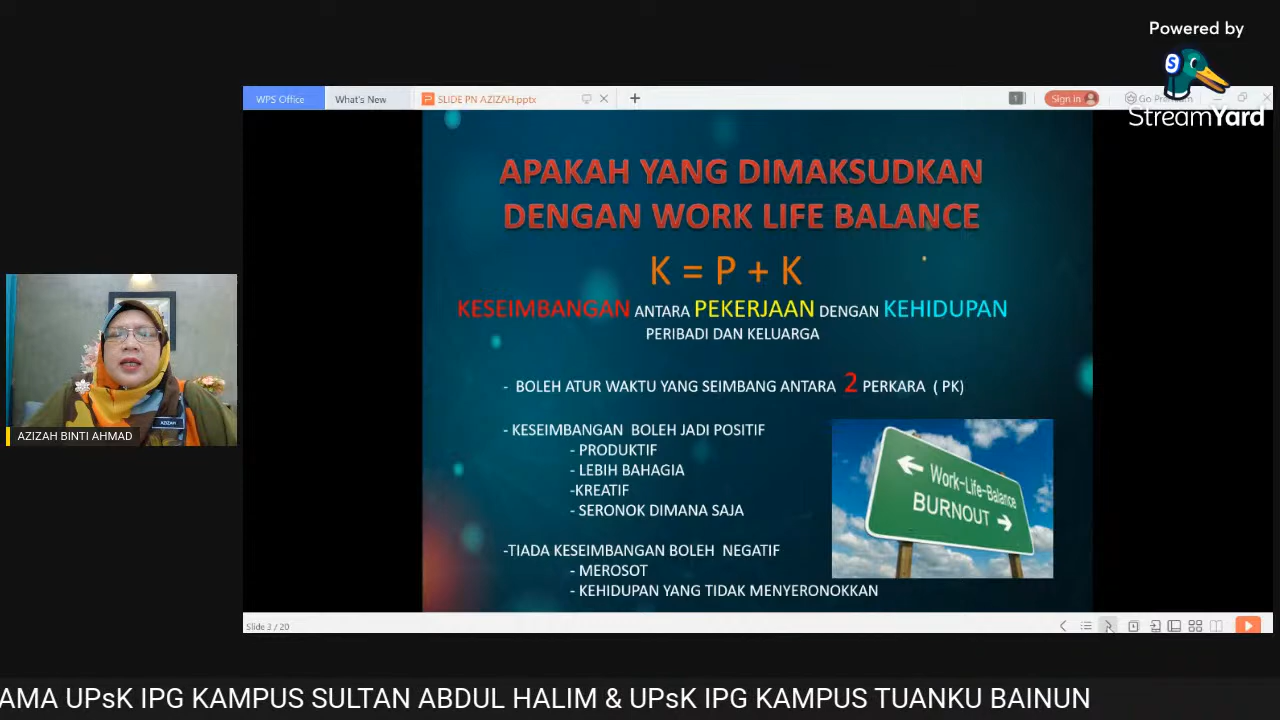 Powered by
StreamYard
WPS Office
What's New
SLIDE PN AZIZAH.pptx
1
Sign in
APAKAH YANG DIMAKSUDKAN
DENGAN WORK LIFE BALANCE
K = P + K
KESEIMBANGAN ANTARA PEKERJAAN DENGAN KEHIDUPAN
PERIBADI DAN KELUARGA
- BOLEH ATUR WAKTU YANG SEIMBANG ANTARA 2 PERKARA ( PK)
- KESEIMBANGAN BOLEH JADI POSITIF
- PRODUKTIF
- LEBIH BAHAGIA
-KREATIF
- SERONOK DIMANA SAJA
Work-Life-Balance
BURNOUT
-TIADA KESEIMBANGAN BOLEH NEGATIF
- MEROSOT
- KEHIDUPAN YANG TIDAK MENYERONOKKAN
AZIZAH
AZIZAH BINTI AHMAD
Slide 3 / 20
AMA UPsK IPG KAMPUS SULTAN ABDUL HALIM & UPsK IPG KAMPUS TUANKU BAINUN